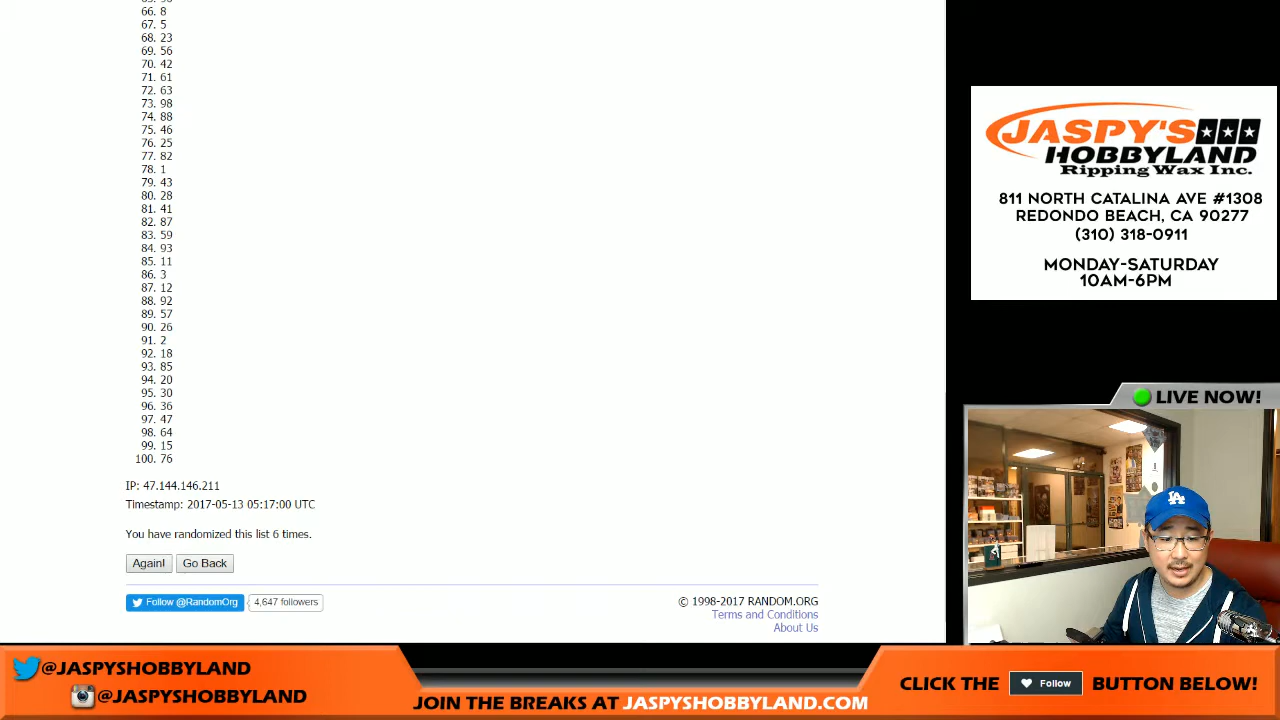 66. 8
67. 5
68. 23
69. 56
70. 42
71. 61
72. 63
73. 98
74. 88
75. 46
76. 25
77. 82
78. 1
79. 43
80. 28
81. 41
82. 87
83. 59
84. 93
85. 11
86. 3
87. 12
88. 92
89. 57
90. 26
91. 2
92. 18
93. 85
94. 20
95. 30
96. 36
97. 47
98. 64
99. 15
100. 76
IP: 47.144.146.211
Timestamp: 2017-05-13 05:17:00 UTC
You have randomized this list 6 times.
Again! Go Back
Follow @RandomOrg 4,647 followers
© 1998-2017 RANDOM.ORG
Terms and Conditions
About Us
JASPY'S
HOBBYLAND
Ripping Wax Inc.
811 NORTH CATALINA AVE #1308
REDONDO BEACH, CA 90277
(310) 318-0911
MONDAY-SATURDAY
10AM-6PM
LIVE NOW!
LA
@JASPYSHOBBYLAND
@JASPYSHOBBYLAND
JOIN THE BREAKS AT JASPYSHOBBYLAND.COM
CLICK THE Follow BUTTON BELOW!